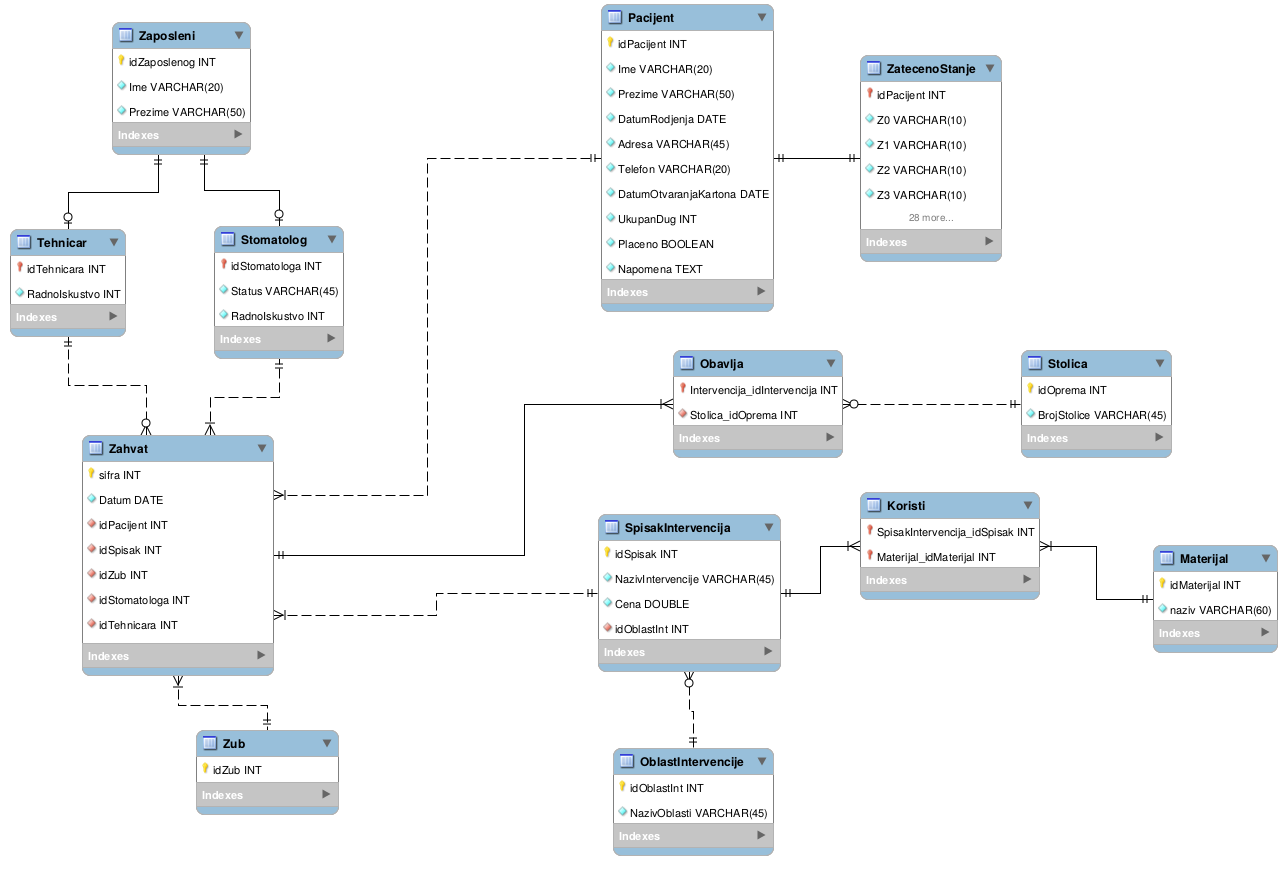 Zaposleni
idZaposlenog INT
Ime VARCHAR(20)
Prezime VARCHAR(50)
Indexes
Pacijent
idPacijent INT
Ime VARCHAR(20)
Prezime VARCHAR(50)
DatumRodjenja DATE
Adresa VARCHAR(45)
Telefon VARCHAR(20)
DatumOtvaranjaKartona DATE
UkupanDug INT
Placeno BOOLEAN
Napomena TEXT
Indexes
ZatecenoStanje
idPacijent INT
Z0 VARCHAR(10)
Z1 VARCHAR(10)
Z2 VARCHAR(10)
Z3 VARCHAR(10)
28 more...
Indexes
Tehnicar
idTehnicara INT
RadnoIskustvo INT
Indexes
Stomatolog
idStomatologa INT
Status VARCHAR(45)
RadnoIskustvo INT
Indexes
Obavlja
Intervencija_idIntervencija INT
Stolica_idOprema INT
Indexes
Stolica
idOprema INT
BrojStolice VARCHAR(45)
Indexes
Zahvat
sifra INT
Datum DATE
idPacijent INT
idSpisak INT
idZub INT
idStomatologa INT
idTehnicara INT
Indexes
SpisakIntervencija
idSpisak INT
NazivIntervencije VARCHAR(45)
Cena DOUBLE
idOblastInt INT
Indexes
Koristi
SpisakIntervencija_idSpisak INT
Materijal_idMaterijal INT
Indexes
Materijal
idMaterijal INT
naziv VARCHAR(60)
Indexes
Zub
idZub INT
Indexes
OblastIntervencije
idOblastInt INT
NazivOblasti VARCHAR(45)
Indexes